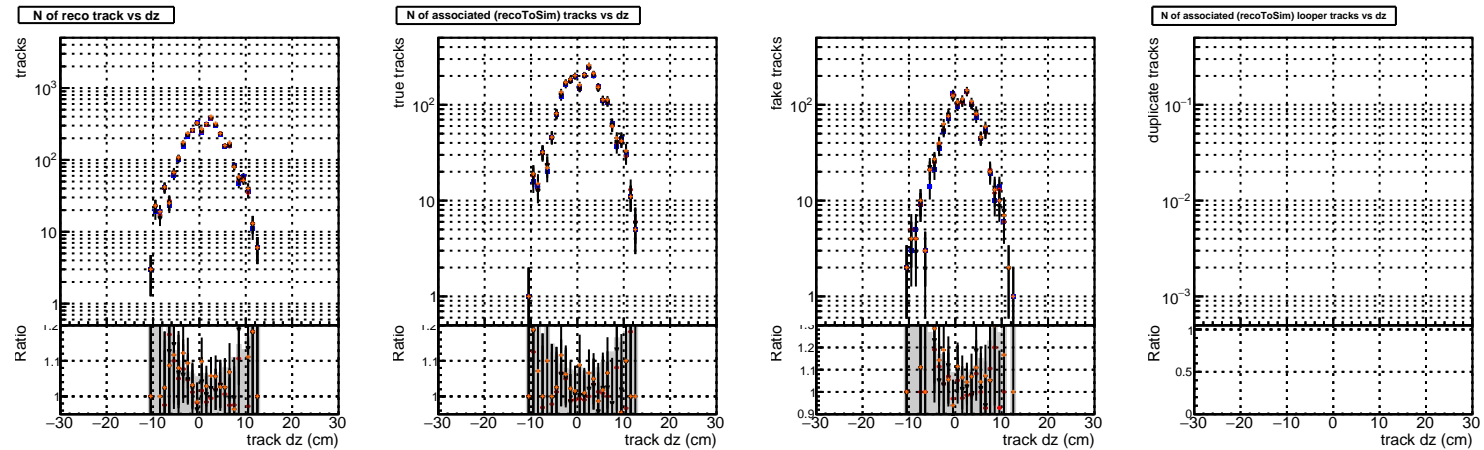 N of reco track vs dz
tracks
10³
10²
10
1
Ratio
1.2
1.1
1
−30 −20 −10 0 10 20 30
track dz (cm)
N of associated (recoToSim) tracks vs dz
true tracks
10²
10
1
Ratio
1.2
1.1
1
−30 −20 −10 0 10 20 30
track dz (cm)
fake tracks
10²
10
1
Ratio
1.3
1.2
1.1
1.0
0.9
−30 −20 −10 0 10 20 30
track dz (cm)
N of associated (recoToSim) looper tracks vs dz
duplicate tracks
10⁻¹
10⁻²
10⁻³
Ratio
1
0.5
0
−30 −20 −10 0 10 20 30
track dz (cm)